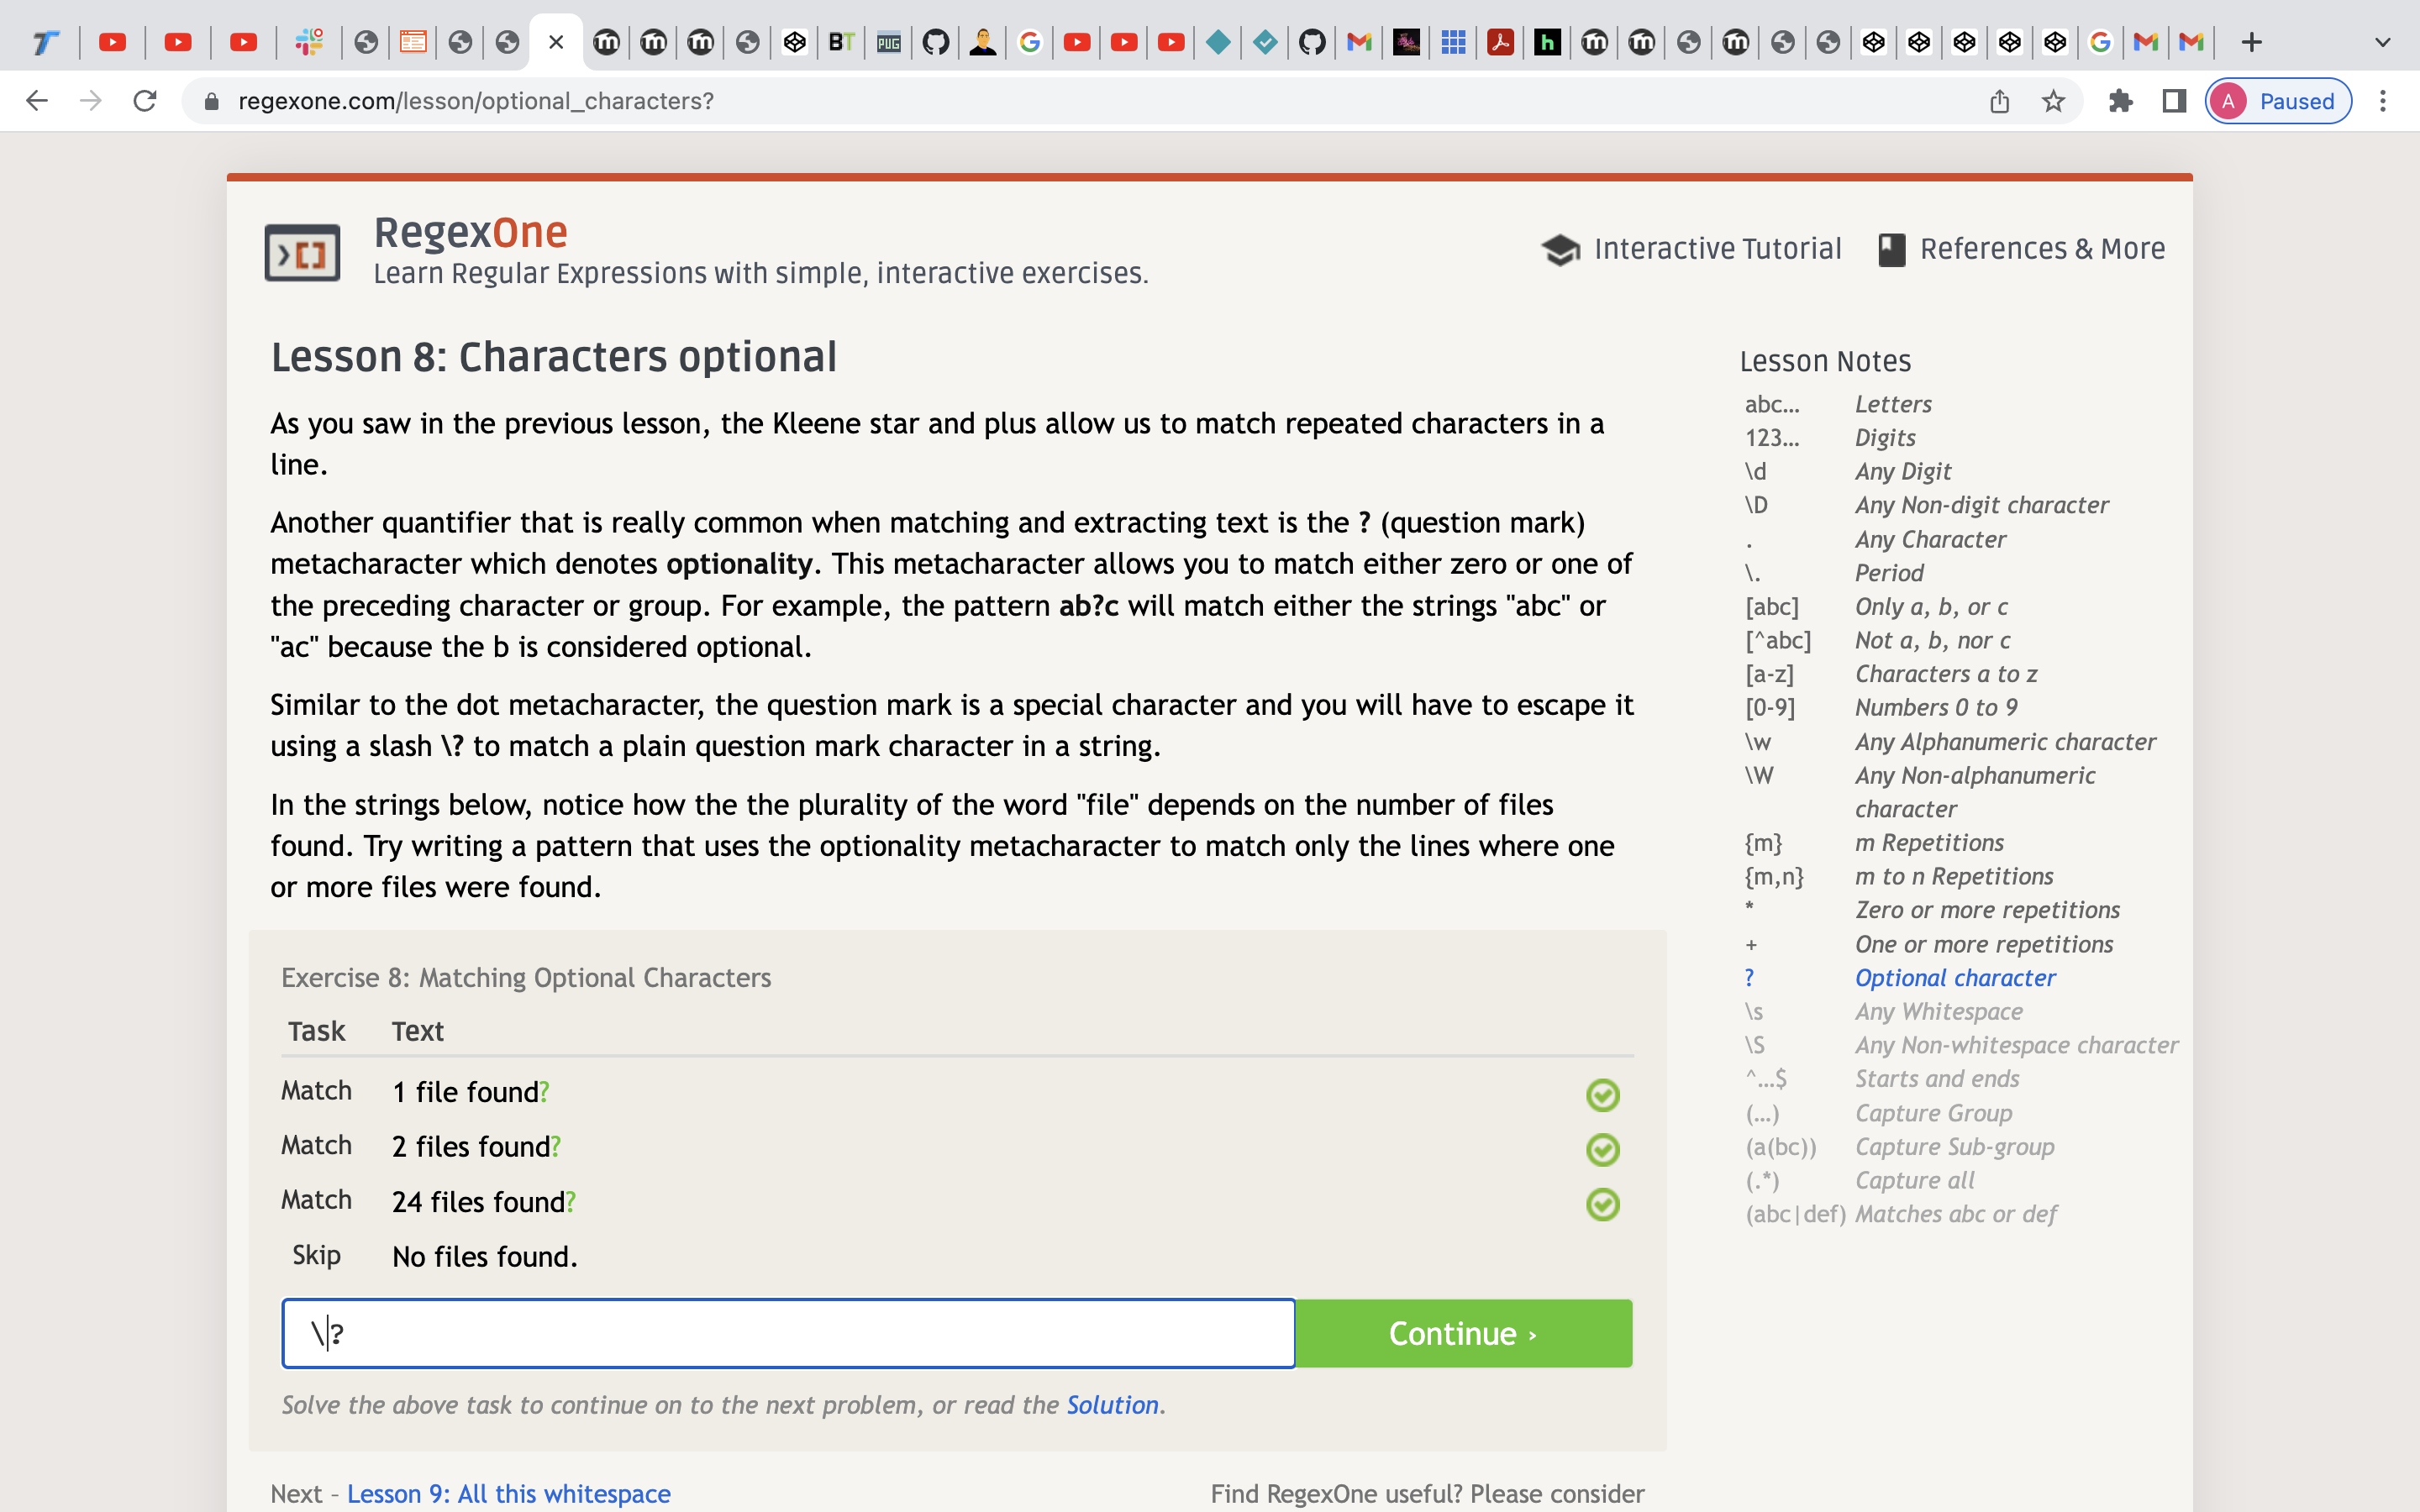 regexone.com/lesson/optional_characters?
A Paused
RegexOne
Learn Regular Expressions with simple, interactive exercises.
Interactive Tutorial
References & More
Lesson 8: Characters optional
As you saw in the previous lesson, the Kleene star and plus allow us to match repeated characters in a
line.
Another quantifier that is really common when matching and extracting text is the ? (question mark)
metacharacter which denotes optionality. This metacharacter allows you to match either zero or one of
the preceding character or group. For example, the pattern ab?c will match either the strings "abc" or
"ac" because the b is considered optional.
Similar to the dot metacharacter, the question mark is a special character and you will have to escape it
using a slash \? to match a plain question mark character in a string.
In the strings below, notice how the the plurality of the word "file" depends on the number of files
found. Try writing a pattern that uses the optionality metacharacter to match only the lines where one
or more files were found.
Exercise 8: Matching Optional Characters
Task Text
Match 1 file found?
Match 2 files found?
Match 24 files found?
Skip No files found.
\?
Continue ›
Solve the above task to continue on to the next problem, or read the Solution.
Next – Lesson 9: All this whitespace
Find RegexOne useful? Please consider
Lesson Notes
abc… Letters
123… Digits
\d Any Digit
\D Any Non-digit character
. Any Character
\. Period
[abc] Only a, b, or c
[^abc] Not a, b, nor c
[a-z] Characters a to z
[0-9] Numbers 0 to 9
\w Any Alphanumeric character
\W Any Non-alphanumeric
character
{m} m Repetitions
{m,n} m to n Repetitions
* Zero or more repetitions
+ One or more repetitions
? Optional character
\s Any Whitespace
\S Any Non-whitespace character
^…$ Starts and ends
(…) Capture Group
(a(bc)) Capture Sub-group
(.*) Capture all
(abc|def) Matches abc or def